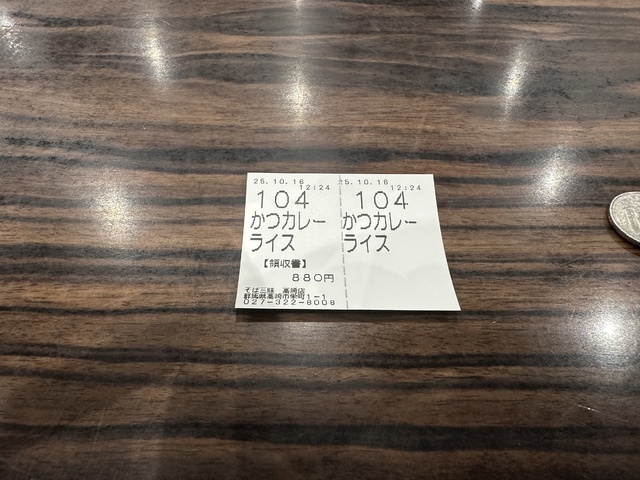 25.10.16
12:24
104
かつカレー
ライス
【領収書】
880円
そば三昧 高崎店
群馬県高崎市栄町1-1
027-322-8008
25.10.16
12:24
104
かつカレー
ライス